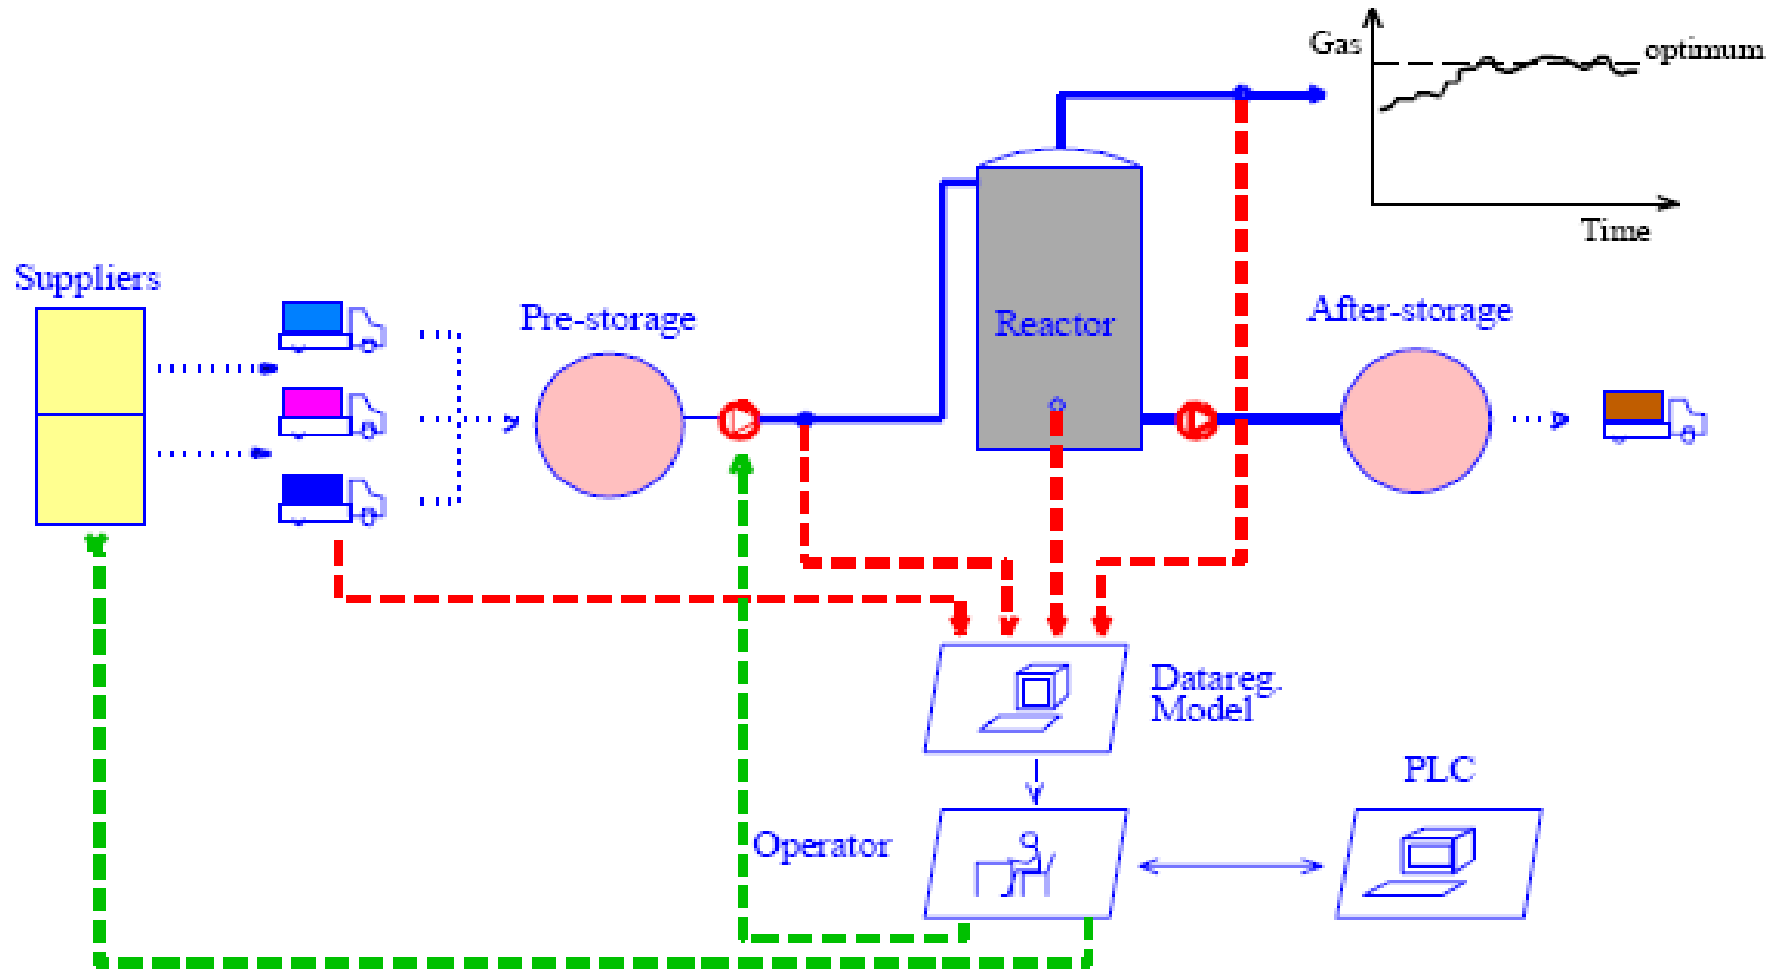 Gas
optimum
Time
Suppliers
Pre-storage
Reactor
After-storage
Datareg.
Model
PLC
Operator